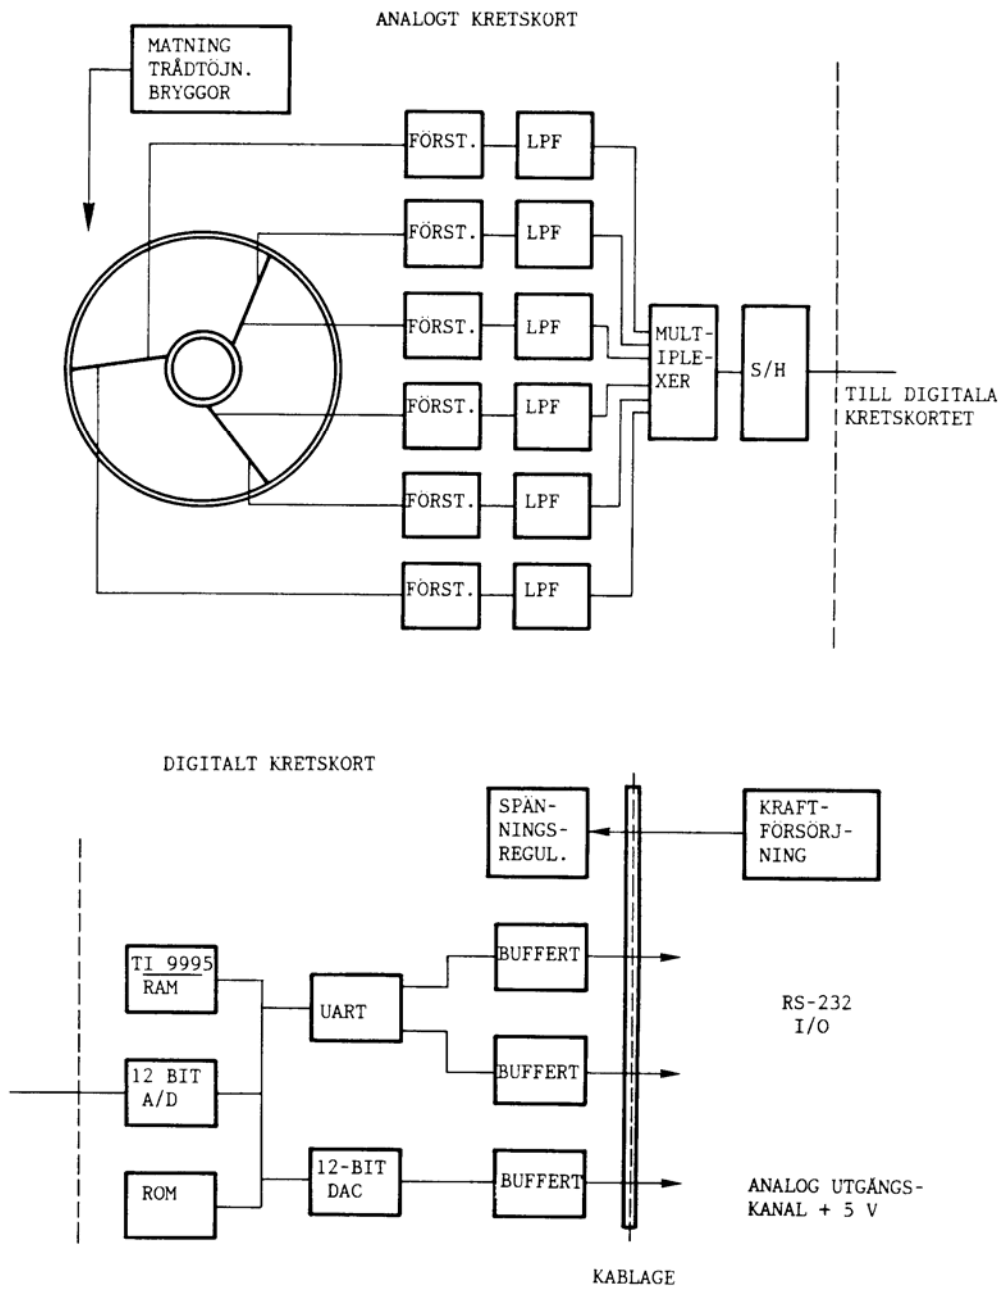 ANALOGT KRETSKORT
MATNING
TRÅDTÖJN.
BRYGGOR
FÖRST.
LPF
FÖRST.
LPF
FÖRST.
LPF
FÖRST.
LPF
FÖRST.
LPF
FÖRST.
LPF
MULT-
IPLE-
XER
S/H
TILL DIGITALA
KRETSKORTET
DIGITALT KRETSKORT
SPÄN-
NINGS-
REGUL.
KRAFT-
FÖRSÖRJ-
NING
TI 9995
RAM
12 BIT
A/D
ROM
UART
12-BIT
DAC
BUFFERT
BUFFERT
BUFFERT
RS-232
I/O
ANALOG UTGÅNGS-
KANAL + 5 V
KABLAGE